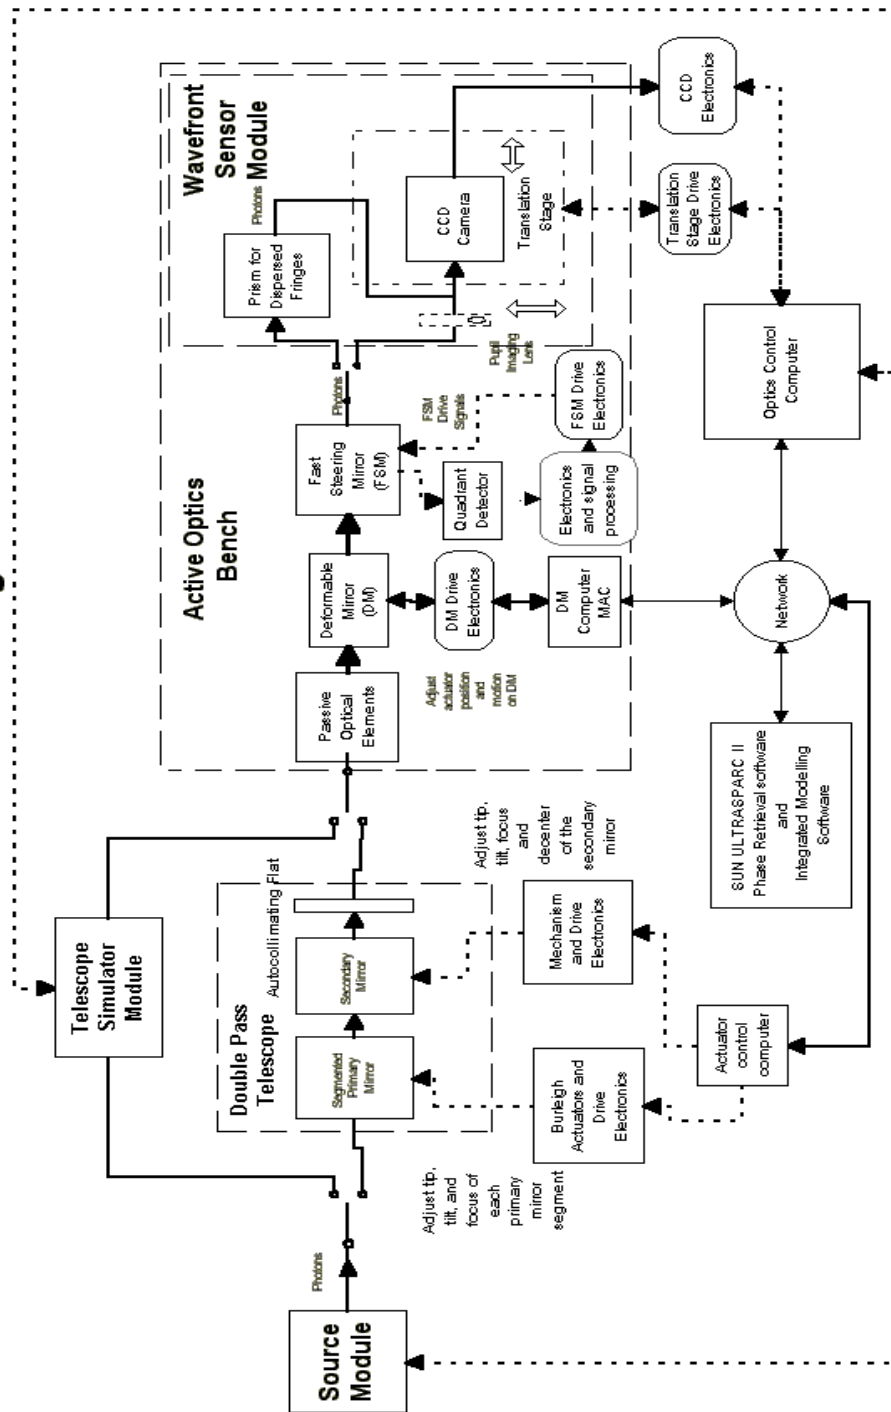 Source
Module
Photons
Telescope
Simulator
Module
Double Pass
Telescope
Segmented
Primary
Mirror
Secondary
Mirror
Autocollimating Flat
Adjust tip,
tilt, and
focus of
each
primary
mirror
segment
Burleigh
Actuators and
Drive
Electronics
Adjust tip,
tilt, focus
and
decenter
of the
secondary
mirror
Mechanism
and Drive
Electronics
Actuator
control
computer
Active Optics
Bench
Passive
Optical
Elements
Deformable
Mirror
(DM)
Fast
Steering
Mirror
(FSM)
Photons
Adjust
actuator
position
and
motion
on DM
DM Drive
Electronics
DM
Computer
MAC
Quadrant
Detector
FSM
Drive
Signals
FSM Drive
Electronics
Electronics
and signal
processing
Wavefront
Sensor
Module
Prism for
Dispersed
Fringes
Photons
Pupil
Imaging
Lens
CCD
Camera
Translation
Stage
CCD
Electronics
Translation
Stage Drive
Electronics
Optics Control
Computer
Network
SUN ULTRASPARC II
Phase Retrieval software
and
Integrated Modelling
Software